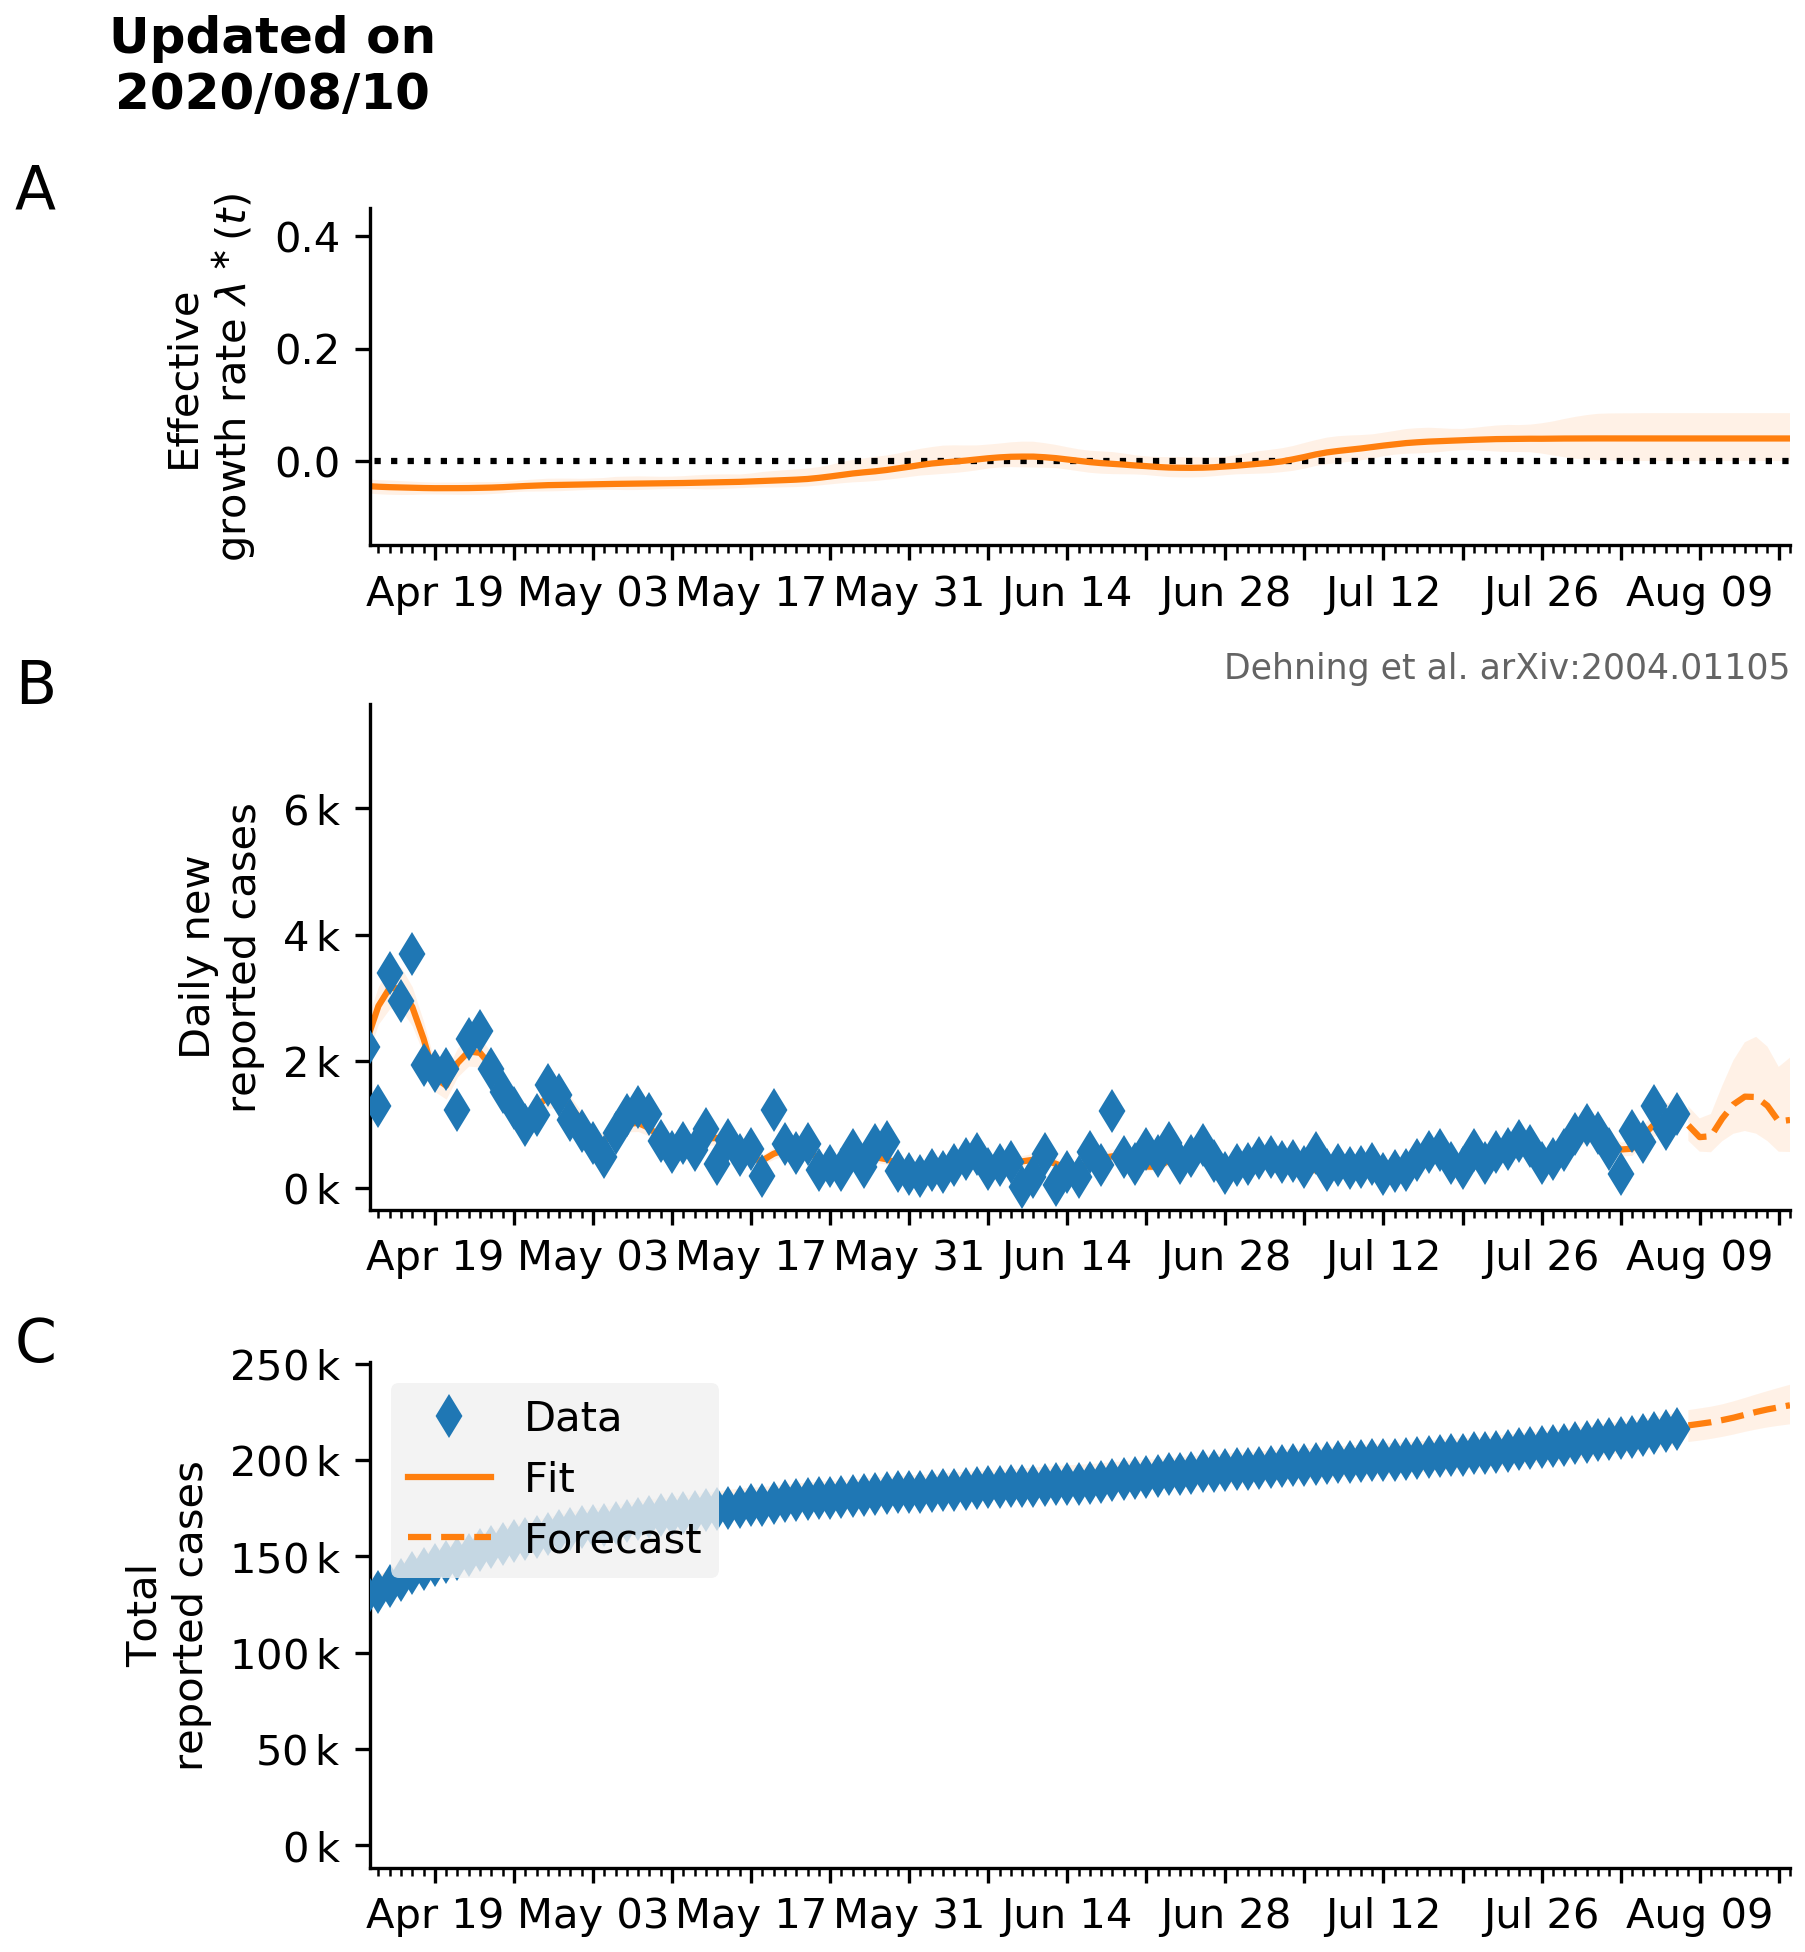 Updated on
2020/08/10
A
Effective
growth rate λ * (t)
0.4
0.2
0.0
Apr 19 May 03 May 17 May 31 Jun 14 Jun 28 Jul 12 Jul 26 Aug 09
B
Dehning et al. arXiv:2004.01105
Daily new
reported cases
6 k
4 k
2 k
0 k
Apr 19 May 03 May 17 May 31 Jun 14 Jun 28 Jul 12 Jul 26 Aug 09
C
Total
reported cases
250 k
200 k
150 k
100 k
50 k
0 k
Data
Fit
Forecast
Apr 19 May 03 May 17 May 31 Jun 14 Jun 28 Jul 12 Jul 26 Aug 09